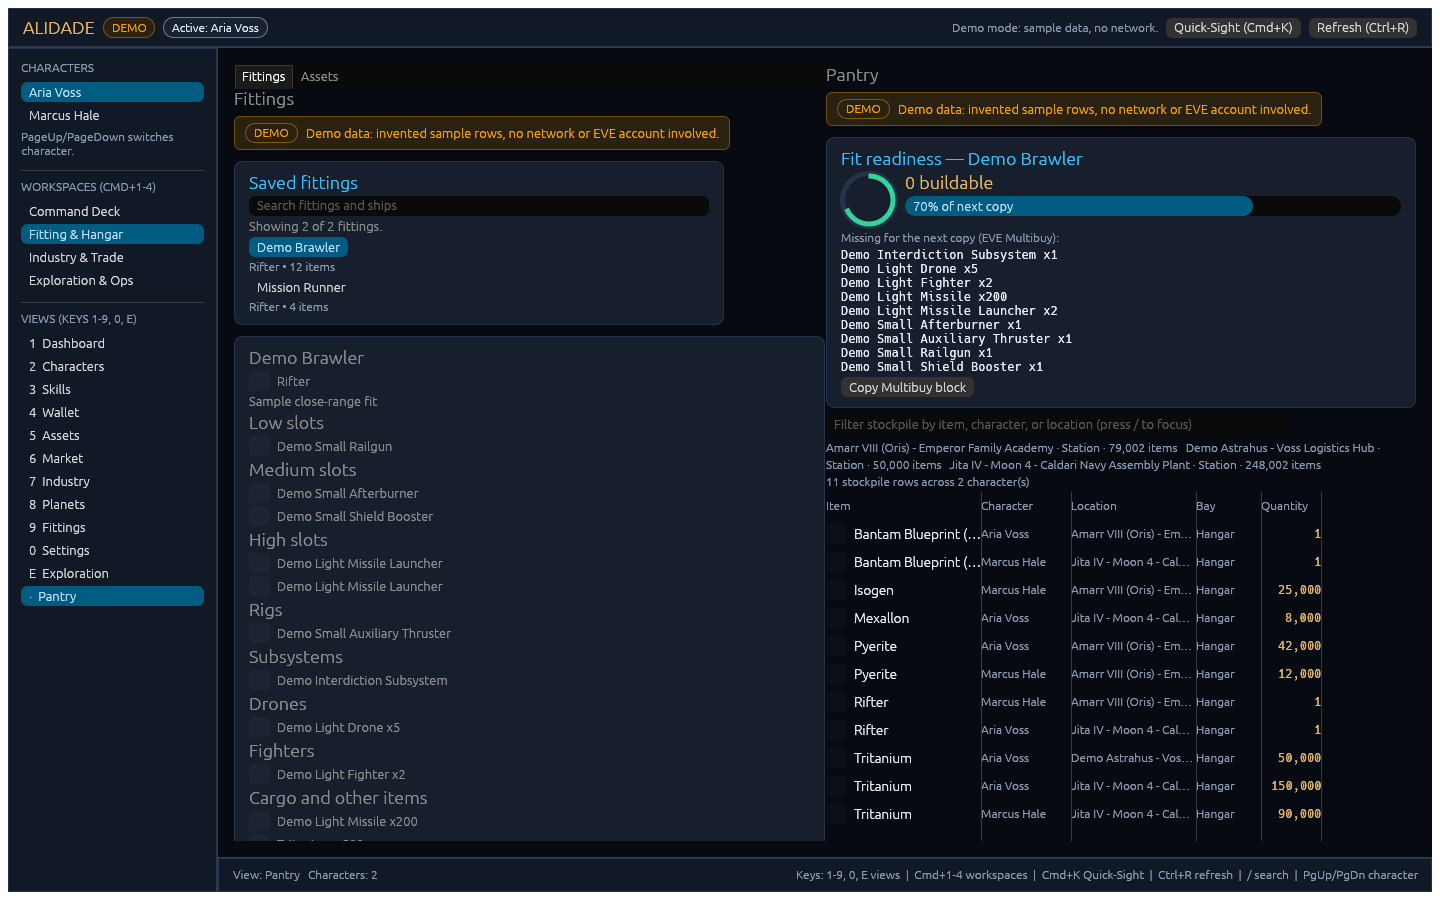 ALIDADE DEMO Active: Aria Voss
Demo mode: sample data, no network. Quick-Sight (Cmd+K) Refresh (Ctrl+R)
CHARACTERS
Aria Voss
Marcus Hale
PageUp/PageDown switches
character.
WORKSPACES (CMD+1-4)
Command Deck
Fitting & Hangar
Industry & Trade
Exploration & Ops
VIEWS (KEYS 1-9, 0, E)
1 Dashboard
2 Characters
3 Skills
4 Wallet
5 Assets
6 Market
7 Industry
8 Planets
9 Fittings
0 Settings
E Exploration
· Pantry
Fittings Assets
Fittings
DEMO Demo data: invented sample rows, no network or EVE account involved.
Saved fittings
Search fittings and ships
Showing 2 of 2 fittings.
Demo Brawler
Rifter • 12 items
Mission Runner
Rifter • 4 items
Demo Brawler
Rifter
Sample close-range fit
Low slots
Demo Small Railgun
Medium slots
Demo Small Afterburner
Demo Small Shield Booster
High slots
Demo Light Missile Launcher
Demo Light Missile Launcher
Rigs
Demo Small Auxiliary Thruster
Subsystems
Demo Interdiction Subsystem
Drones
Demo Light Drone x5
Fighters
Demo Light Fighter x2
Cargo and other items
Demo Light Missile x200
Pantry
DEMO Demo data: invented sample rows, no network or EVE account involved.
Fit readiness — Demo Brawler
0 buildable
70% of next copy
Missing for the next copy (EVE Multibuy):
Demo Interdiction Subsystem x1
Demo Light Drone x5
Demo Light Fighter x2
Demo Light Missile x200
Demo Light Missile Launcher x2
Demo Small Afterburner x1
Demo Small Auxiliary Thruster x1
Demo Small Railgun x1
Demo Small Shield Booster x1
Copy Multibuy block
Filter stockpile by item, character, or location (press / to focus)
Amarr VIII (Oris) - Emperor Family Academy · Station · 79,002 items Demo Astrahus - Voss Logistics Hub ·
Station · 50,000 items Jita IV - Moon 4 - Caldari Navy Assembly Plant · Station · 248,002 items
11 stockpile rows across 2 character(s)
Item Character Location Bay Quantity
Bantam Blueprint (... Aria Voss Amarr VIII (Oris) - Em... Hangar 1
Bantam Blueprint (... Marcus Hale Jita IV - Moon 4 - Cal... Hangar 1
Isogen Marcus Hale Amarr VIII (Oris) - Em... Hangar 25,000
Mexallon Aria Voss Jita IV - Moon 4 - Cal... Hangar 8,000
Pyerite Aria Voss Amarr VIII (Oris) - Em... Hangar 42,000
Pyerite Marcus Hale Amarr VIII (Oris) - Em... Hangar 12,000
Rifter Marcus Hale Amarr VIII (Oris) - Em... Hangar 1
Rifter Aria Voss Jita IV - Moon 4 - Cal... Hangar 1
Tritanium Aria Voss Demo Astrahus - Vos... Hangar 50,000
Tritanium Aria Voss Jita IV - Moon 4 - Cal... Hangar 150,000
Tritanium Marcus Hale Jita IV - Moon 4 - Cal... Hangar 90,000
View: Pantry Characters: 2
Keys: 1-9, 0, E views | Cmd+1-4 workspaces | Cmd+K Quick-Sight | Ctrl+R refresh | / search | PgUp/PgDn character